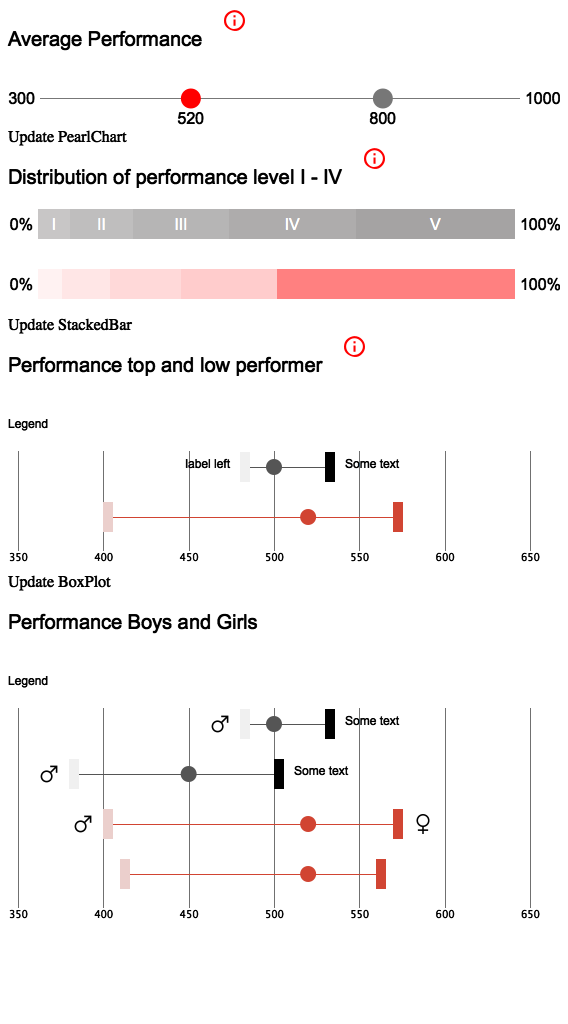 Average Performance
300 1000
520 800
Update PearlChart
Distribution of performance level I - IV
0% I II III IV V 100%
0% 100%
Update StackedBar
Performance top and low performer
Legend
label left Some text
350 400 450 500 550 600 650
Update BoxPlot
Performance Boys and Girls
Legend
♂ Some text
♂ Some text
♂ ♀
350 400 450 500 550 600 650